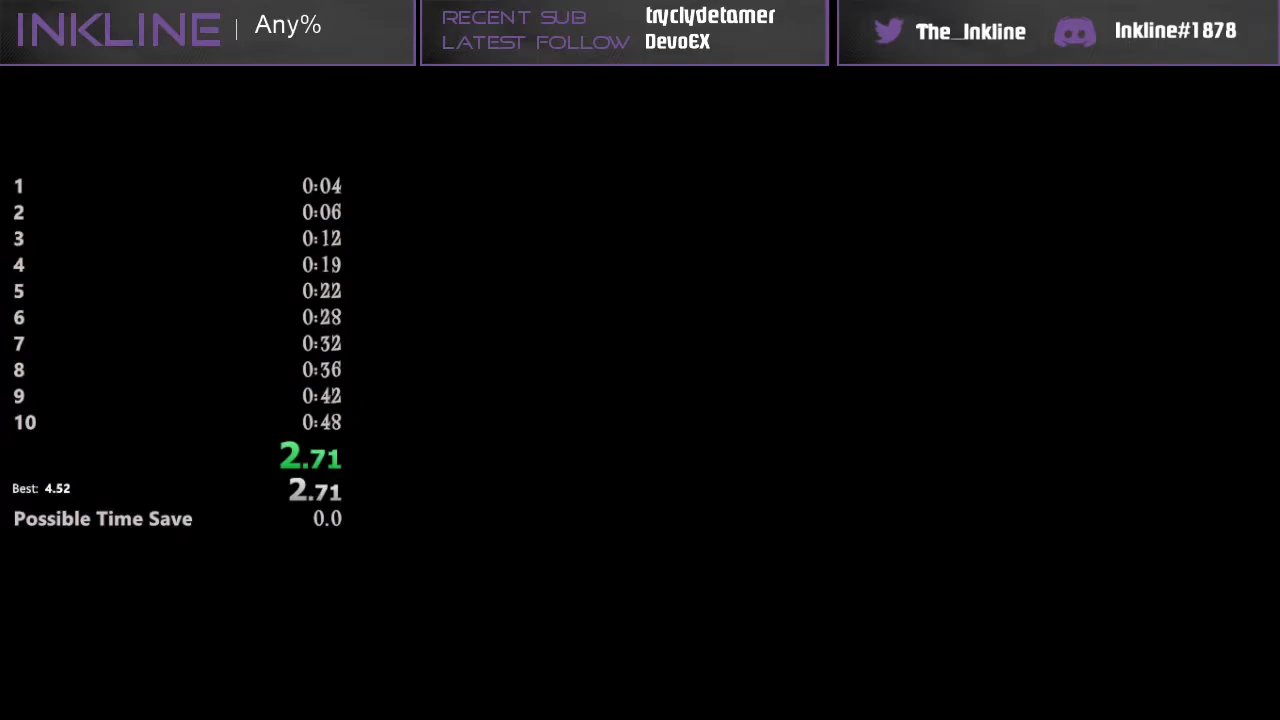 INKLINE | Any%
RECENT SUB tryclydetamer
LATEST FOLLOW DevoEX
The_Inkline
Inkline#1878
1 0:04
2 0:06
3 0:12
4 0:19
5 0:22
6 0:28
7 0:32
8 0:36
9 0:42
10 0:48
2.71
Best: 4.52 2.71
Possible Time Save 0.0